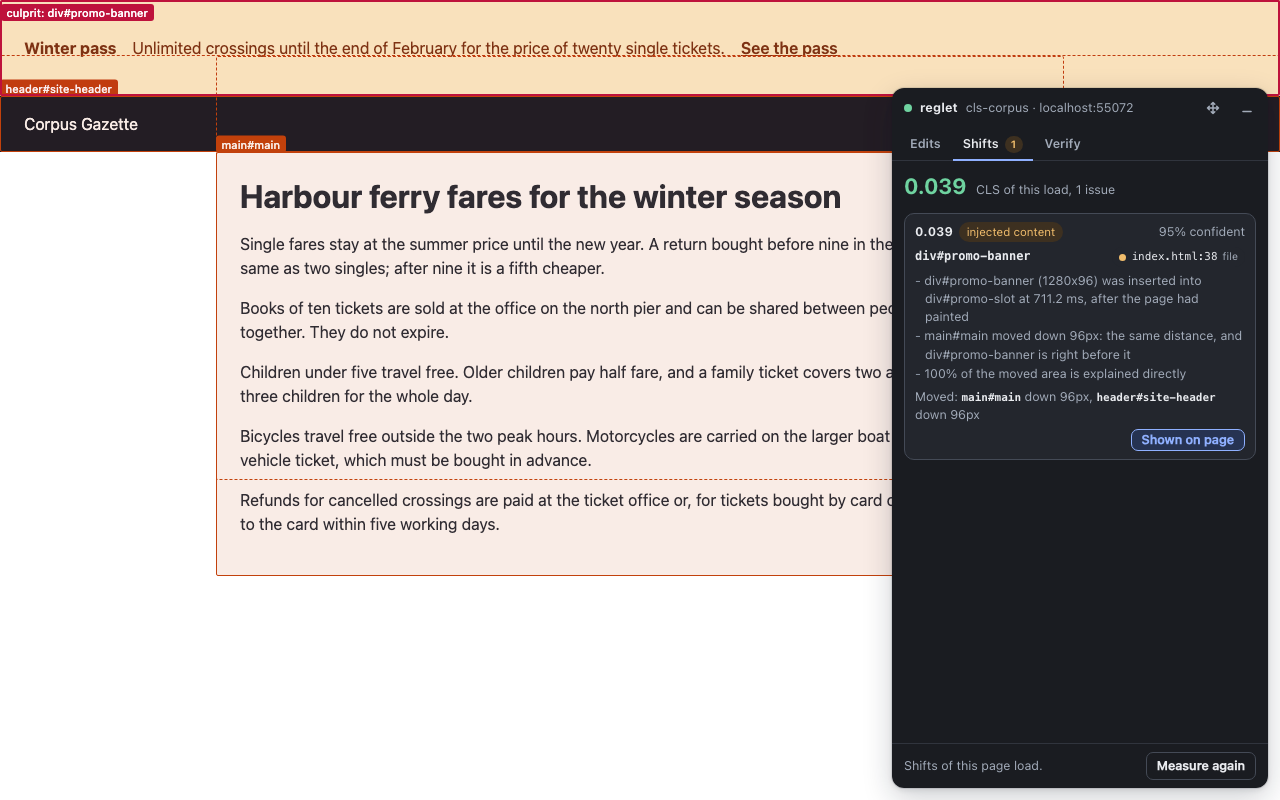 culprit: div#promo-banner
Winter pass Unlimited crossings until the end of February for the price of twenty single tickets. See the pass
header#site-header
Corpus Gazette
main#main
Harbour ferry fares for the winter season
Single fares stay at the summer price until the new year. A return bought before nine in the
same as two singles; after nine it is a fifth cheaper.
Books of ten tickets are sold at the office on the north pier and can be shared between
together. They do not expire.
Children under five travel free. Older children pay half fare, and a family ticket covers two
three children for the whole day.
Bicycles travel free outside the two peak hours. Motorcycles are carried on the larger boat
vehicle ticket, which must be bought in advance.
Refunds for cancelled crossings are paid at the ticket office or, for tickets bought by card
to the card within five working days.
reglet cls-corpus · localhost:55072
Edits Shifts 1 Verify
0.039 CLS of this load, 1 issue
0.039 injected content 95% confident
div#promo-banner index.html:38 file
- div#promo-banner (1280x96) was inserted into
div#promo-slot at 711.2 ms, after the page had
painted
- main#main moved down 96px: the same distance, and
div#promo-banner is right before it
- 100% of the moved area is explained directly
Moved: main#main down 96px, header#site-header
down 96px
Shown on page
Shifts of this page load. Measure again